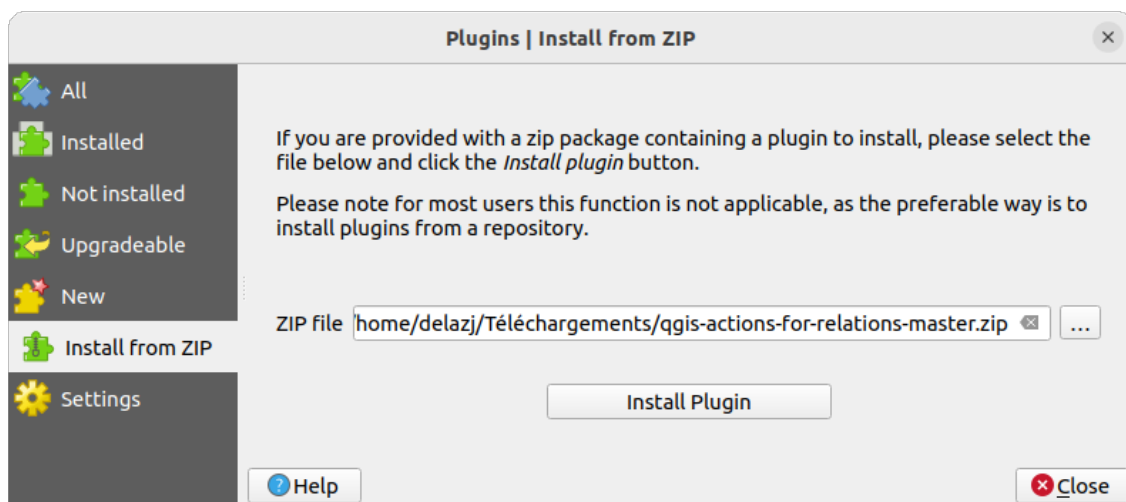 Plugins | Install from ZIP
All
Installed
Not installed
Upgradeable
New
Install from ZIP
Settings
If you are provided with a zip package containing a plugin to install, please select the
file below and click the Install plugin button.
Please note for most users this function is not applicable, as the preferable way is to
install plugins from a repository.
ZIP file /home/delazj/Téléchargements/qgis-actions-for-relations-master.zip ...
Install Plugin
Help
Close